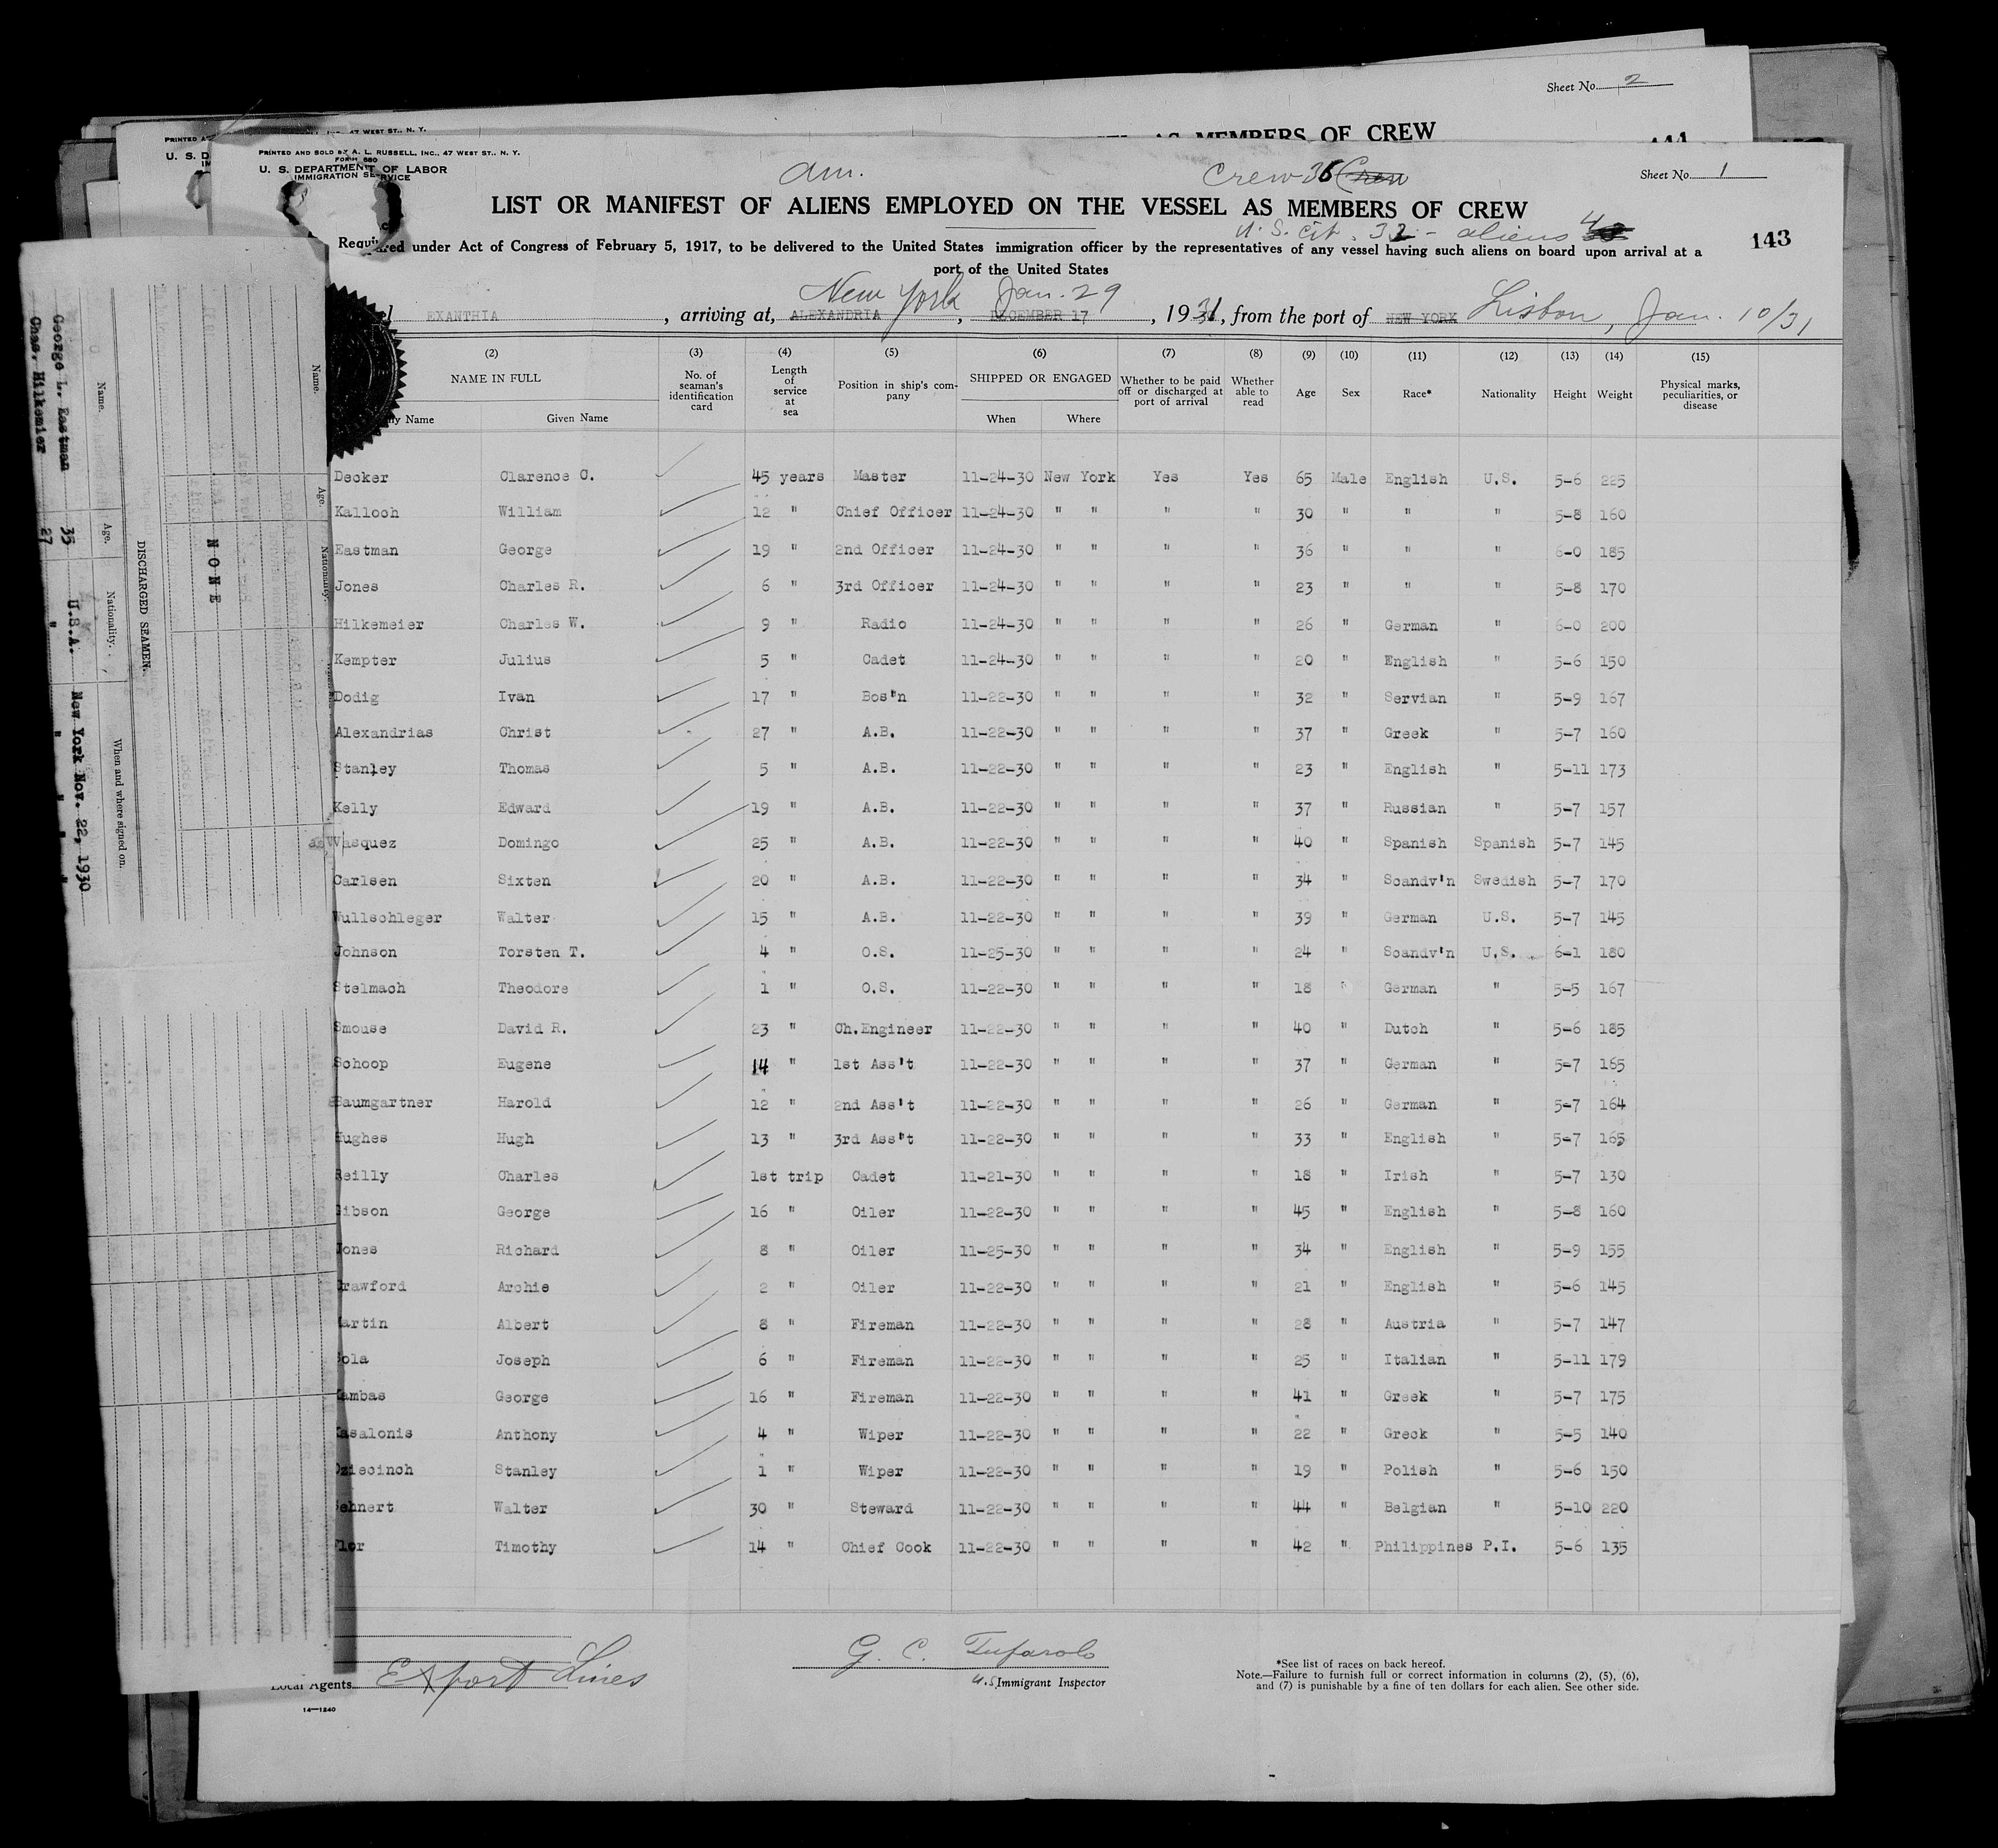 Sheet No. 2
MEMBERS OF CREW
PRINTED AND SOLD BY A. L. RUSSELL, INC., 47 WEST ST., N. Y.
FORM 680
U. S. DEPARTMENT OF LABOR
IMMIGRATION SERVICE
Am.
Crew 36 Crew
Sheet No. 1
LIST OR MANIFEST OF ALIENS EMPLOYED ON THE VESSEL AS MEMBERS OF CREW
U.S. cit. 32 - aliens 4
143
Required under Act of Congress of February 5, 1917, to be delivered to the United States immigration officer by the representatives of any vessel having such aliens on board upon arrival at a
port of the United States
New York Jan. 29
EXANTHIA, arriving at, ALEXANDRIA, DECEMBER 17, 1931, from the port of NEW YORK Lisbon, Jan. 10/31
(2) (3) (4) (5) (6) (7) (8) (9) (10) (11) (12) (13) (14) (15)
NAME IN FULL No. of seaman's identification card Length of service at sea Position in ship's company SHIPPED OR ENGAGED Whether to be paid off or discharged at port of arrival Whether able to read Age Sex Race* Nationality Height Weight Physical marks, peculiarities, or disease
Name Given Name When Where
Decker Clarence C. 45 years Master 11-24-30 New York Yes Yes 65 Male English U.S. 5-6 225
Kalloch William 12 " Chief Officer 11-24-30 " " " " 30 " " " 5-8 160
Eastman George 19 " 2nd Officer 11-24-30 " " " " 36 " " " 6-0 185
Jones Charles R. 6 " 3rd Officer 11-24-30 " " " " 23 " " " 5-8 170
Hilkemeier Charles W. 9 " Radio 11-24-30 " " " " 26 " German " 6-0 200
Kempter Julius 5 " Cadet 11-24-30 " " " " 20 " English " 5-6 150
Dodig Ivan 17 " Bos'n 11-22-30 " " " " 32 " Servian " 5-9 167
Alexandrias Christ 27 " A.B. 11-22-30 " " " " 37 " Greek " 5-7 160
Stanley Thomas 5 " A.B. 11-22-30 " " " " 23 " English " 5-11 173
Kelly Edward 19 " A.B. 11-22-30 " " " " 37 " Russian " 5-7 157
Vasquez Domingo 25 " A.B. 11-22-30 " " " " 40 " Spanish Spanish 5-7 145
Carlsen Sixten 20 " A.B. 11-22-30 " " " " 34 " Scandv'n Swedish 5-7 170
Wullschleger Walter 15 " A.B. 11-22-30 " " " " 39 " German U.S. 5-7 145
Johnson Torsten T. 4 " O.S. 11-25-30 " " " " 24 " Scandv'n U.S. 6-1 180
Stelmach Theodore 1 " O.S. 11-22-30 " " " " 18 " German " 5-5 167
Smouse David R. 23 " Ch.Engineer 11-22-30 " " " " 40 " Dutch " 5-6 185
Schoop Eugene 14 " 1st Ass't 11-22-30 " " " " 37 " German " 5-7 165
Baumgartner Harold 12 " 2nd Ass't 11-22-30 " " " " 26 " German " 5-7 164
Hughes Hugh 13 " 3rd Ass't 11-22-30 " " " " 33 " English " 5-7 165
Reilly Charles 1st trip Cadet 11-21-30 " " " " 18 " Irish " 5-7 130
Gibson George 16 " Oiler 11-22-30 " " " " 45 " English " 5-8 160
Jones Richard 8 " Oiler 11-25-30 " " " " 34 " English " 5-9 155
Crawford Archie 2 " Oiler 11-22-30 " " " " 21 " English " 5-6 145
Martin Albert 8 " Fireman 11-22-30 " " " " 28 " Austria " 5-7 147
ola Joseph 6 " Fireman 11-22-30 " " " " 25 " Italian " 5-11 179
ambas George 16 " Fireman 11-22-30 " " " " 41 " Greek " 5-7 175
asalonis Anthony 4 " Wiper 11-22-30 " " " " 22 " Greek " 5-5 140
Dziecinch Stanley 1 " Wiper 11-22-30 " " " " 19 " Polish " 5-6 150
ehnert Walter 30 " Steward 11-22-30 " " " " 44 " Belgian " 5-10 220
Flor Timothy 14 " Chief Cook 11-22-30 " " " " 42 " Philippines P.I. 5-6 135
Local Agents Export Lines
G. C. Tufarolo
U.S. Immigrant Inspector
*See list of races on back hereof.
Note.—Failure to furnish full or correct information in columns (2), (5), (6),
and (7) is punishable by a fine of ten dollars for each alien. See other side.
14—1240
Name. Age. Nationality.
NONE
DISCHARGED SEAMEN.
Name. Age. Nationality. When and where signed on.
George L. Eastman 35 U.S.A. New York Nov. 22, 1930
Chas. Hilkemier 27 " " " "